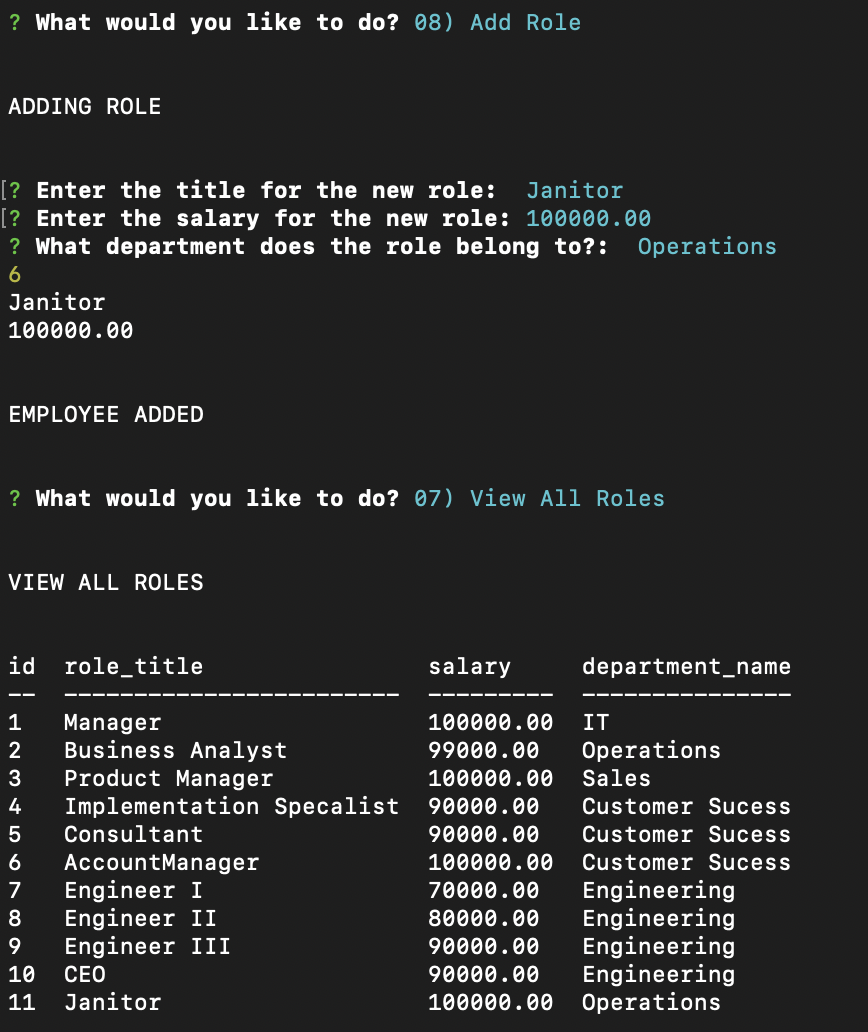 ? What would you like to do? 08) Add Role
ADDING ROLE
[? Enter the title for the new role:  Janitor
[? Enter the salary for the new role: 100000.00
? What department does the role belong to?:  Operations
6
Janitor
100000.00
EMPLOYEE ADDED
? What would you like to do? 07) View All Roles
VIEW ALL ROLES
id  role_title                salary     department_name
--  ------------------------  ---------  ---------------
1   Manager                   100000.00  IT
2   Business Analyst          99000.00   Operations
3   Product Manager           100000.00  Sales
4   Implementation Specalist  90000.00   Customer Sucess
5   Consultant                90000.00   Customer Sucess
6   AccountManager            100000.00  Customer Sucess
7   Engineer I                70000.00   Engineering
8   Engineer II               80000.00   Engineering
9   Engineer III              90000.00   Engineering
10  CEO                       90000.00   Engineering
11  Janitor                   100000.00  Operations